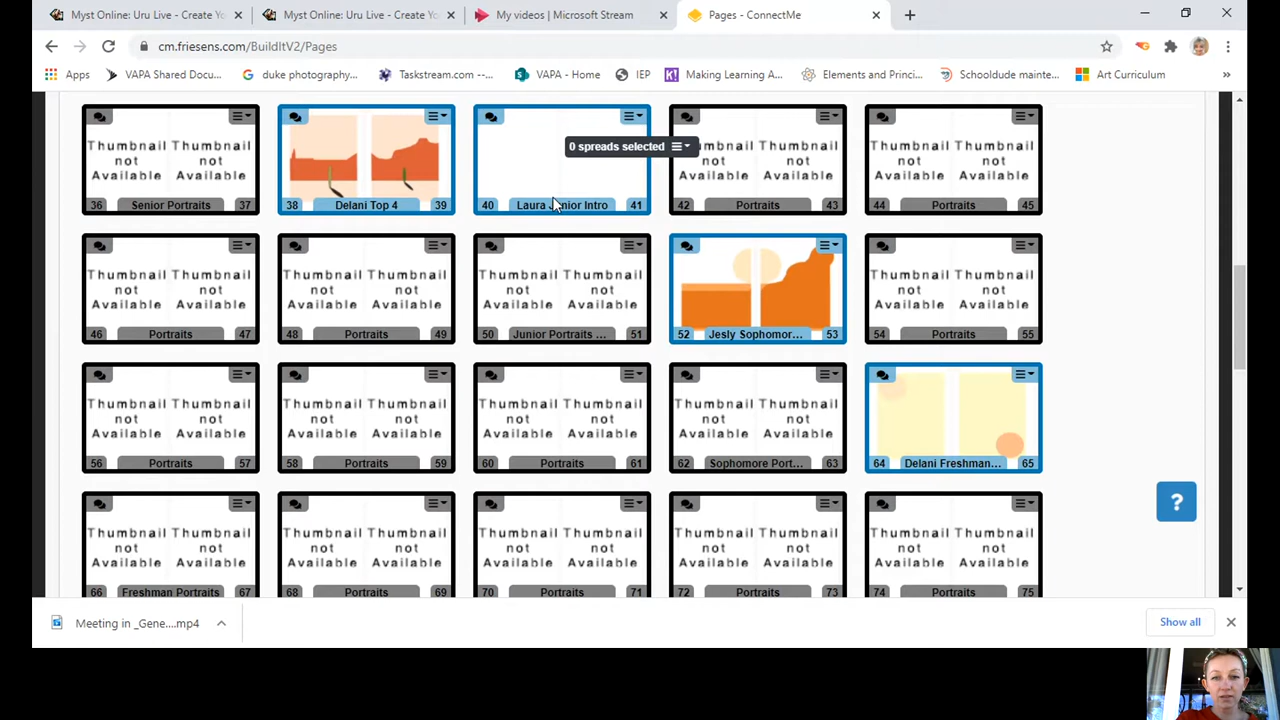 Myst Online: Uru Live - Create Yo
Myst Online: Uru Live - Create Yo
My videos | Microsoft Stream
Pages - ConnectMe
cm.friesens.com/BuildItV2/Pages
Apps
VAPA Shared Docu...
duke photography...
Taskstream.com --...
VAPA - Home
IEP
Making Learning A...
Elements and Princi...
Schooldude mainte...
Art Curriculum
»
Thumbnail Thumbnail
not not
Available Available
36 Senior Portraits 37
38 Delani Top 4 39
0 spreads selected
40 Laura Junior Intro 41
Thumbnail Thumbnail
not not
Available Available
42 Portraits 43
Thumbnail Thumbnail
not not
Available Available
44 Portraits 45
Thumbnail Thumbnail
not not
Available Available
46 Portraits 47
Thumbnail Thumbnail
not not
Available Available
48 Portraits 49
Thumbnail Thumbnail
not not
Available Available
50 Junior Portraits ... 51
52 Jesly Sophomor... 53
Thumbnail Thumbnail
not not
Available Available
54 Portraits 55
Thumbnail Thumbnail
not not
Available Available
56 Portraits 57
Thumbnail Thumbnail
not not
Available Available
58 Portraits 59
Thumbnail Thumbnail
not not
Available Available
60 Portraits 61
Thumbnail Thumbnail
not not
Available Available
62 Sophomore Port... 63
64 Delani Freshman... 65
Thumbnail Thumbnail
not not
Available Available
66 Freshman Portraits 67
Thumbnail Thumbnail
not not
Available Available
68 Portraits 69
Thumbnail Thumbnail
not not
Available Available
70 Portraits 71
Thumbnail Thumbnail
not not
Available Available
72 Portraits 73
Thumbnail Thumbnail
not not
Available Available
74 Portraits 75
?
Meeting in _Gene....mp4
Show all